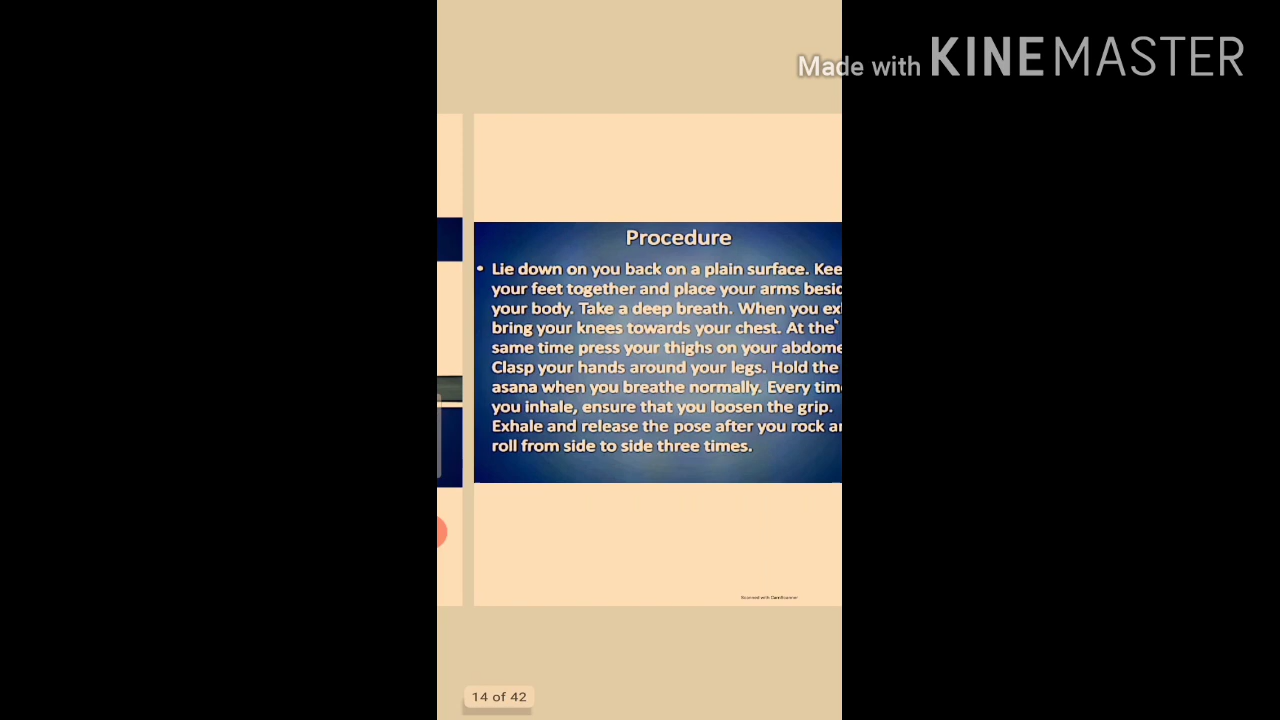 Made with KINEMASTER
Procedure
• Lie down on you back on a plain surface. Kee
your feet together and place your arms besid
your body. Take a deep breath. When you ex
bring your knees towards your chest. At the
same time press your thighs on your abdome
Clasp your hands around your legs. Hold the
asana when you breathe normally. Every tim
you inhale, ensure that you loosen the grip.
Exhale and release the pose after you rock a
roll from side to side three times.
Scanned with CamScanner
14 of 42